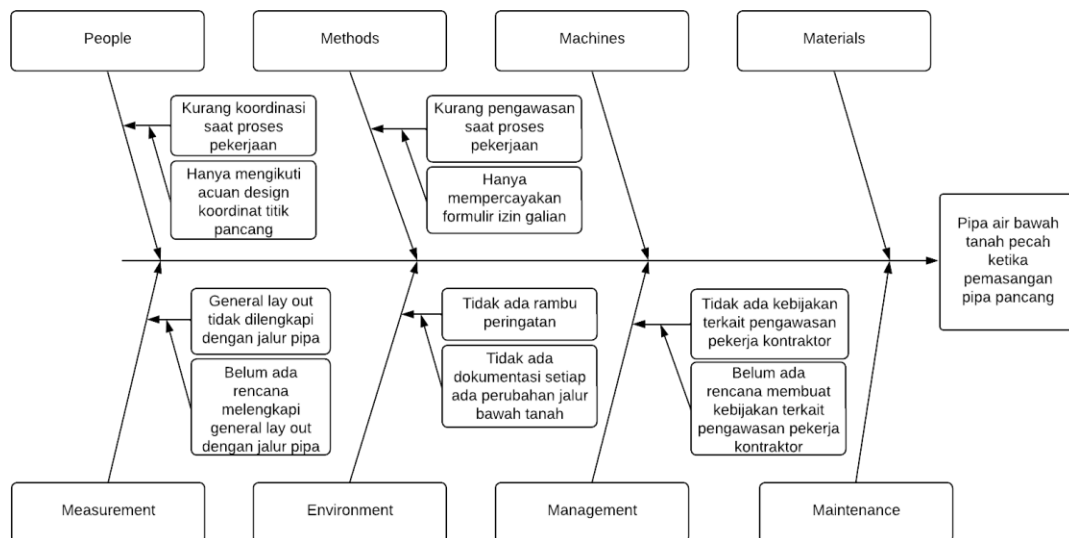 People
Methods
Machines
Materials
Kurang koordinasi
saat proses
pekerjaan
Hanya mengikuti
acuan design
koordinat titik
pancang
Kurang pengawasan
saat proses
pekerjaan
Hanya
mempercayakan
formulir izin galian
Pipa air bawah
tanah pecah
ketika
pemasangan
pipa pancang
General lay out
tidak dilengkapi
dengan jalur pipa
Belum ada
rencana
melengkapi
general lay out
dengan jalur pipa
Tidak ada rambu
peringatan
Tidak ada
dokumentasi setiap
ada perubahan jalur
bawah tanah
Tidak ada kebijakan
terkait pengawasan
pekerja kontraktor
Belum ada
rencana membuat
kebijakan terkait
pengawasan pekerja
kontraktor
Measurement
Environment
Management
Maintenance